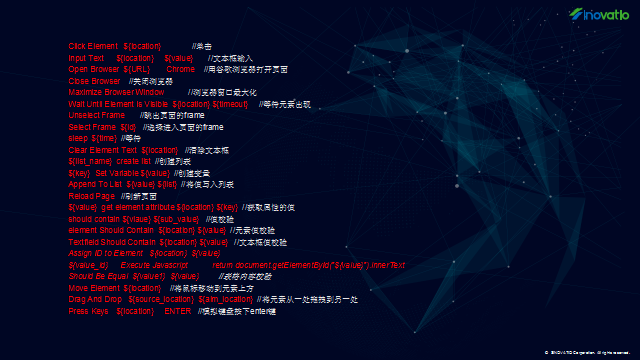 inovatio
Click Element ${location} //单击
Input Text ${location} ${value} //文本框输入
Open Browser ${URL} Chrome //用谷歌浏览器打开页面
Close Browser //关闭浏览器
Maximize Browser Window //浏览器窗口最大化
Wait Until Element Is Visible ${location} ${timeout} //等待元素出现
Unselect Frame //跳出页面的frame
Select Frame ${id} //选择进入页面的frame
sleep ${time} //等待
Clear Element Text ${location} //清除文本框
${list_name} create list //创建列表
${key} Set Variable ${value} //创建变量
Append To List ${value} ${list} //将值写入列表
Reload Page //刷新页面
${value} get element attribute ${location} ${key} //获取属性的值
should contain ${vlaue} ${sub_value} //值校验
element Should Contain ${location} ${value} //元素值校验
Textfield Should Contain ${location} ${value} //文本框值校验
Assign ID to Element ${location} ${value}
${value_id} Execute Javascript return document.getElementById("${value}").innerText
Should Be Equal ${value1} ${value} //表格内容校验
Move Element ${location} //将鼠标移动到元素上方
Drag And Drop ${source_location} ${aim_location} //将元素从一处拖拽到另一处
Press Keys ${location} ENTER //模拟键盘按下enter键
© INOVATIO Corporation. All rights reserved.